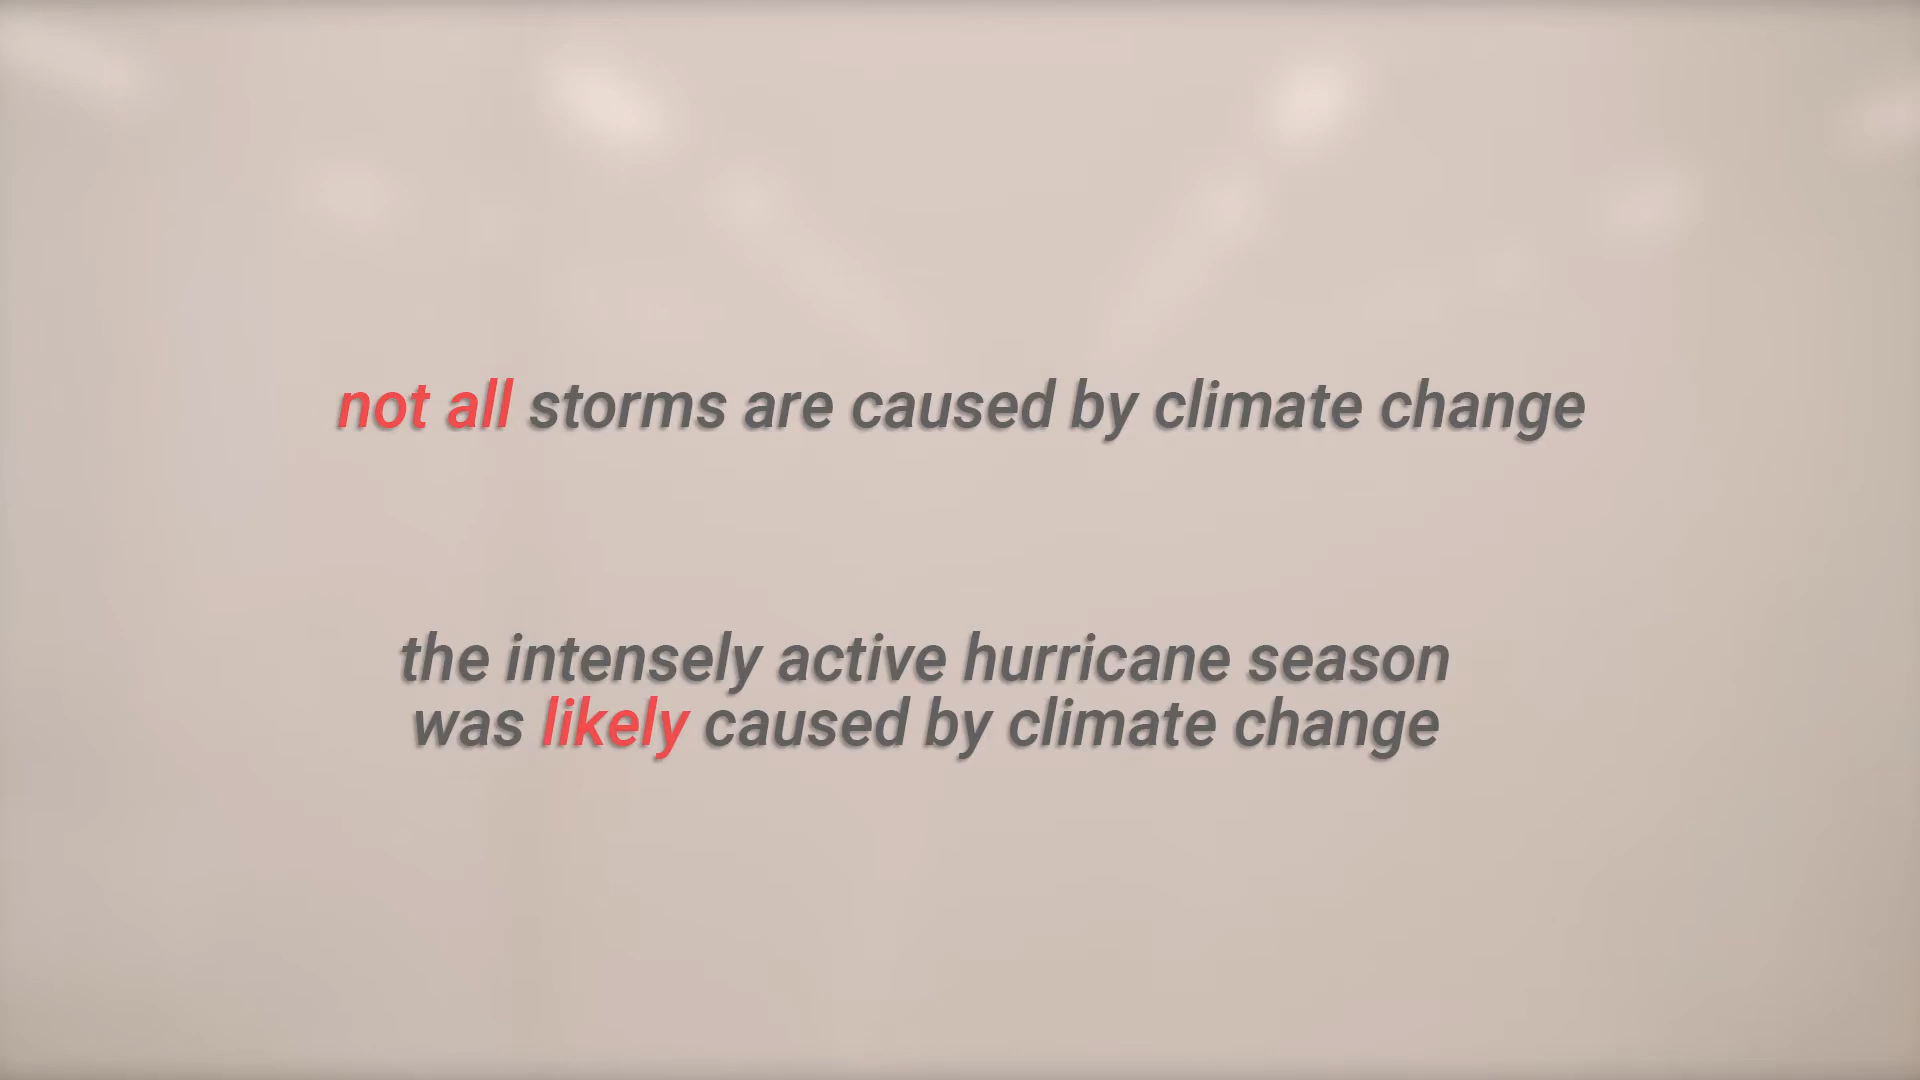 not all storms are caused by climate change
the intensely active hurricane season
was likely caused by climate change